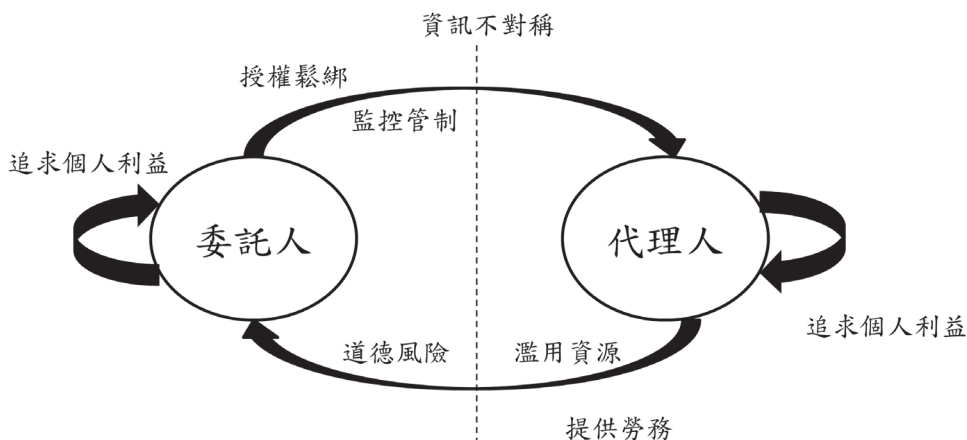 資訊不對稱
授權鬆綁
監控管制
追求個人利益
委託人
代理人
追求個人利益
道德風險
濫用資源
提供勞務